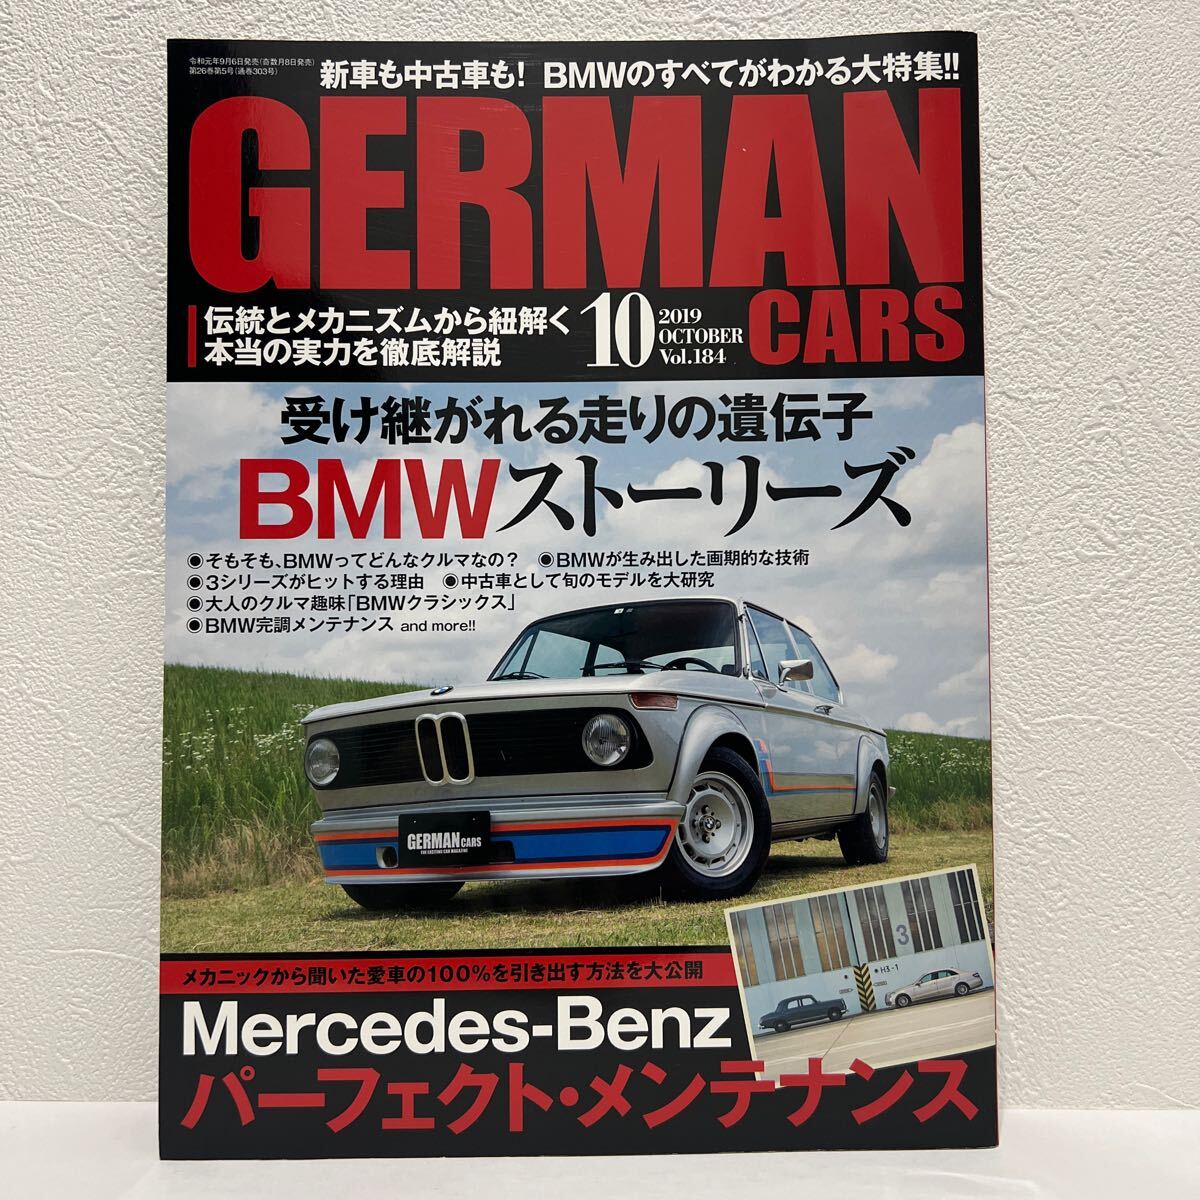 令和元年9月6日発売(奇数月8日発売)
第26巻第5号(通巻303号)
新車も中古車も! BMWのすべてがわかる大特集!!
GERMAN
CARS
伝統とメカニズムから紐解く
本当の実力を徹底解説
10
2019
OCTOBER
Vol.184
受け継がれる走りの遺伝子
BMWストーリーズ
●そもそも、BMWってどんなクルマなの? ●BMWが生み出した画期的な技術
●3シリーズがヒットする理由 ●中古車として旬のモデルを大研究
●大人のクルマ趣味「BMWクラシックス」
●BMW完調メンテナンス and more!!
GERMAN CARS
THE EXCITING CAR MAGAZINE
3
H3-1
メカニックから聞いた愛車の100%を引き出す方法を大公開
Mercedes-Benz
パーフェクト・メンテナンス